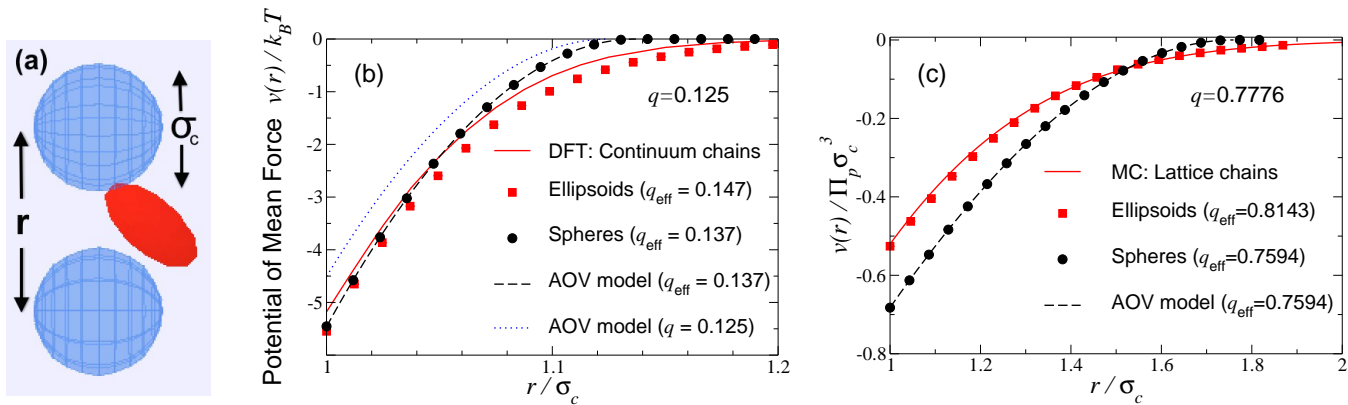 (a)
σc
r
(b)
Potential of Mean Force v(r) / kBT
0
-1
-2
-3
-4
-5
q=0.125
DFT: Continuum chains
Ellipsoids (qeff = 0.147)
Spheres (qeff = 0.137)
AOV model (qeff = 0.137)
AOV model (q = 0.125)
1 1.1 1.2
r / σc
(c)
v(r) / Πp σc³
0
-0.2
-0.4
-0.6
-0.8
q=0.7776
MC: Lattice chains
Ellipsoids (qeff=0.8143)
Spheres (qeff=0.7594)
AOV model (qeff=0.7594)
1 1.2 1.4 1.6 1.8 2
r / σc